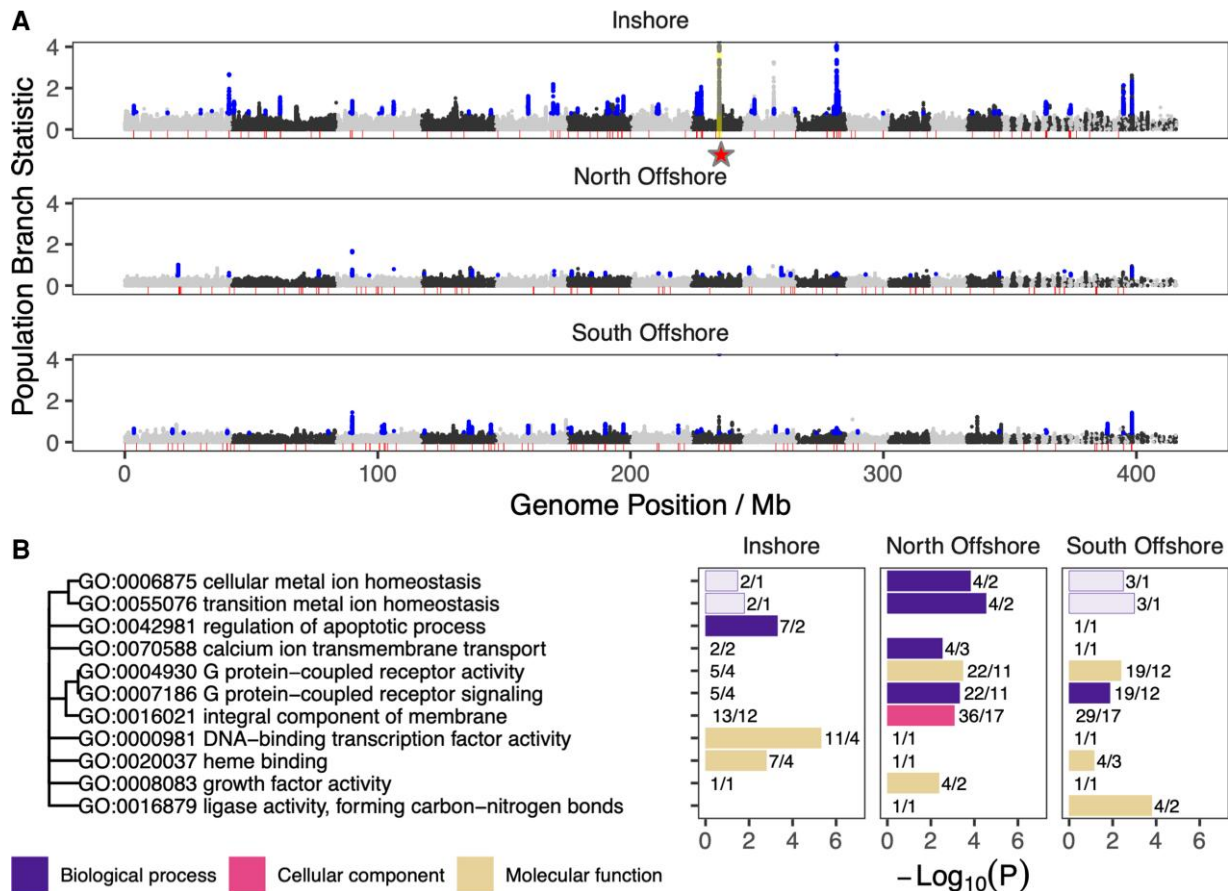 A
Inshore
4
2
0
North Offshore
4
2
0
South Offshore
4
2
0
Population Branch Statistic
0 100 200 300 400
Genome Position / Mb
B
Inshore North Offshore South Offshore
GO:0006875 cellular metal ion homeostasis 2/1 4/2 3/1
GO:0055076 transition metal ion homeostasis 2/1 4/2 3/1
GO:0042981 regulation of apoptotic process 7/2 1/1
GO:0070588 calcium ion transmembrane transport 2/2 4/3 1/1
GO:0004930 G protein−coupled receptor activity 5/4 22/11 19/12
GO:0007186 G protein−coupled receptor signaling 5/4 22/11 19/12
GO:0016021 integral component of membrane 13/12 36/17 29/17
GO:0000981 DNA−binding transcription factor activity 11/4 1/1 1/1
GO:0020037 heme binding 7/4 1/1 4/3
GO:0008083 growth factor activity 1/1 4/2 1/1
GO:0016879 ligase activity, forming carbon−nitrogen bonds 1/1 4/2
0 2 4 6 0 2 4 6 0 2 4 6
−Log10(P)
Biological process Cellular component Molecular function